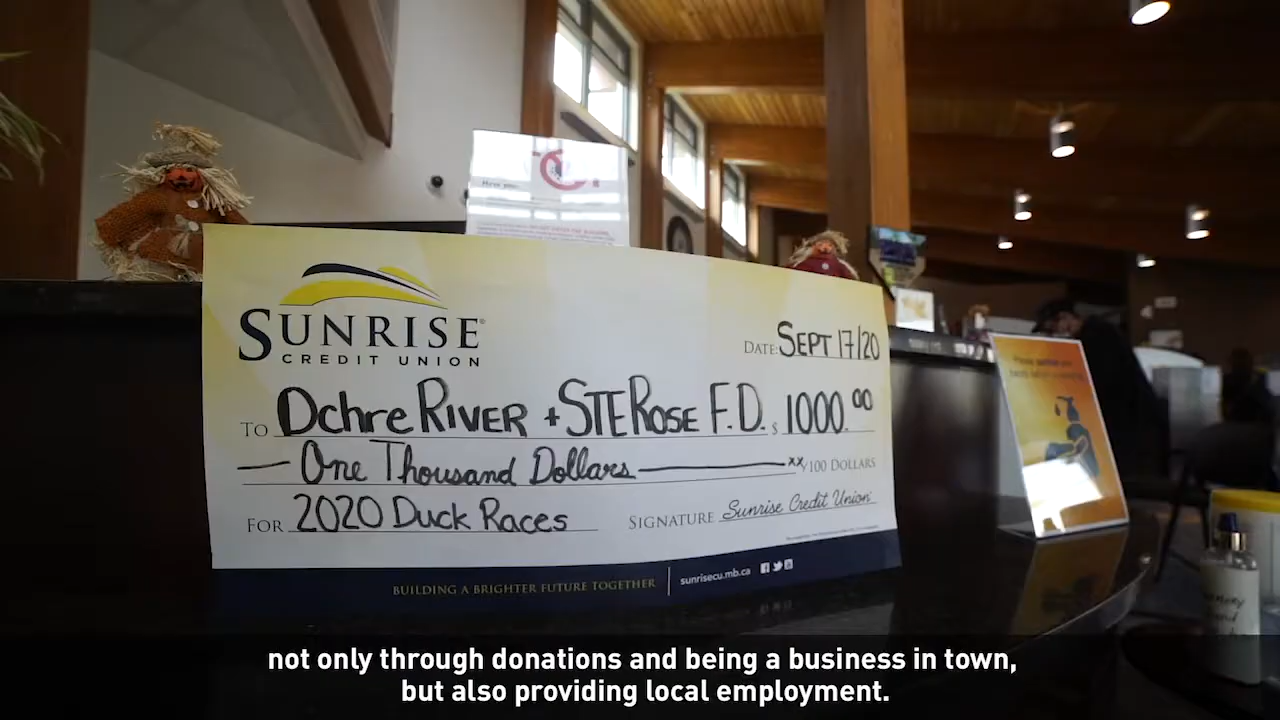 SUNRISE
CREDIT UNION
DATE: SEPT 17/20
TO Ochre River + STE Rose F.D. $ 1000.00
One Thousand Dollars xx/100 DOLLARS
FOR 2020 Duck Races SIGNATURE Sunrise Credit Union
BUILDING A BRIGHTER FUTURE TOGETHER sunrisecu.mb.ca
not only through donations and being a business in town,
but also providing local employment.